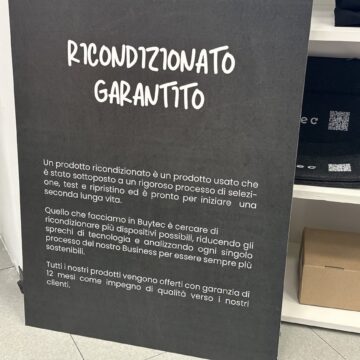 RICONDIZIONATO
GARANTITO
Un prodotto ricondizionato è un prodotto usato che
è stato sottoposto a un rigoroso processo di selezi-
one, test e ripristino ed è pronto per iniziare una
seconda lunga vita.
Quello che facciamo in Buytec è cercare di
ricondizionare più dispositivi possibili, riducendo gli
sprechi di tecnologia e analizzando ogni singolo
processo del nostro Business per essere sempre più
sostenibili.
Tutti i nostri prodotti vengono offerti con garanzia di
12 mesi come impegno di qualità verso i nostri
clienti.